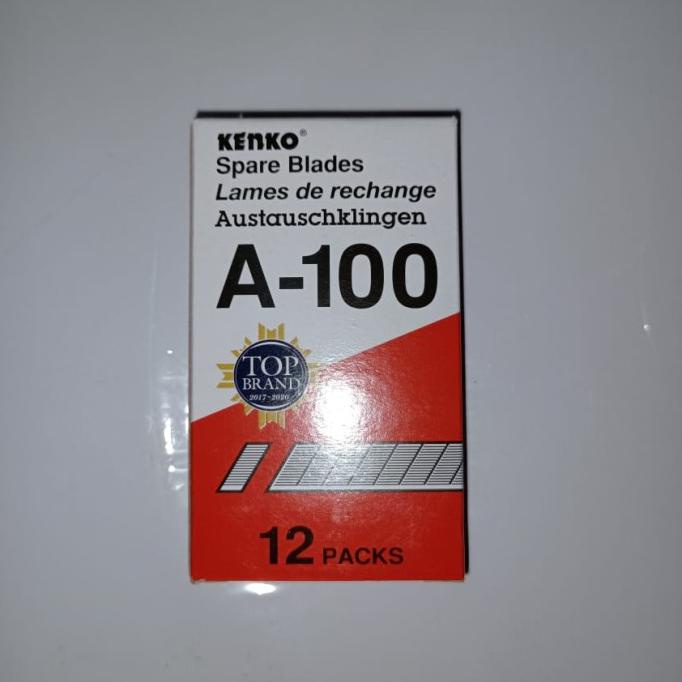 KENKO®
Spare Blades
Lames de rechange
Austauschklingen
A-100
TOP
BRAND
2017-2020
12 PACKS